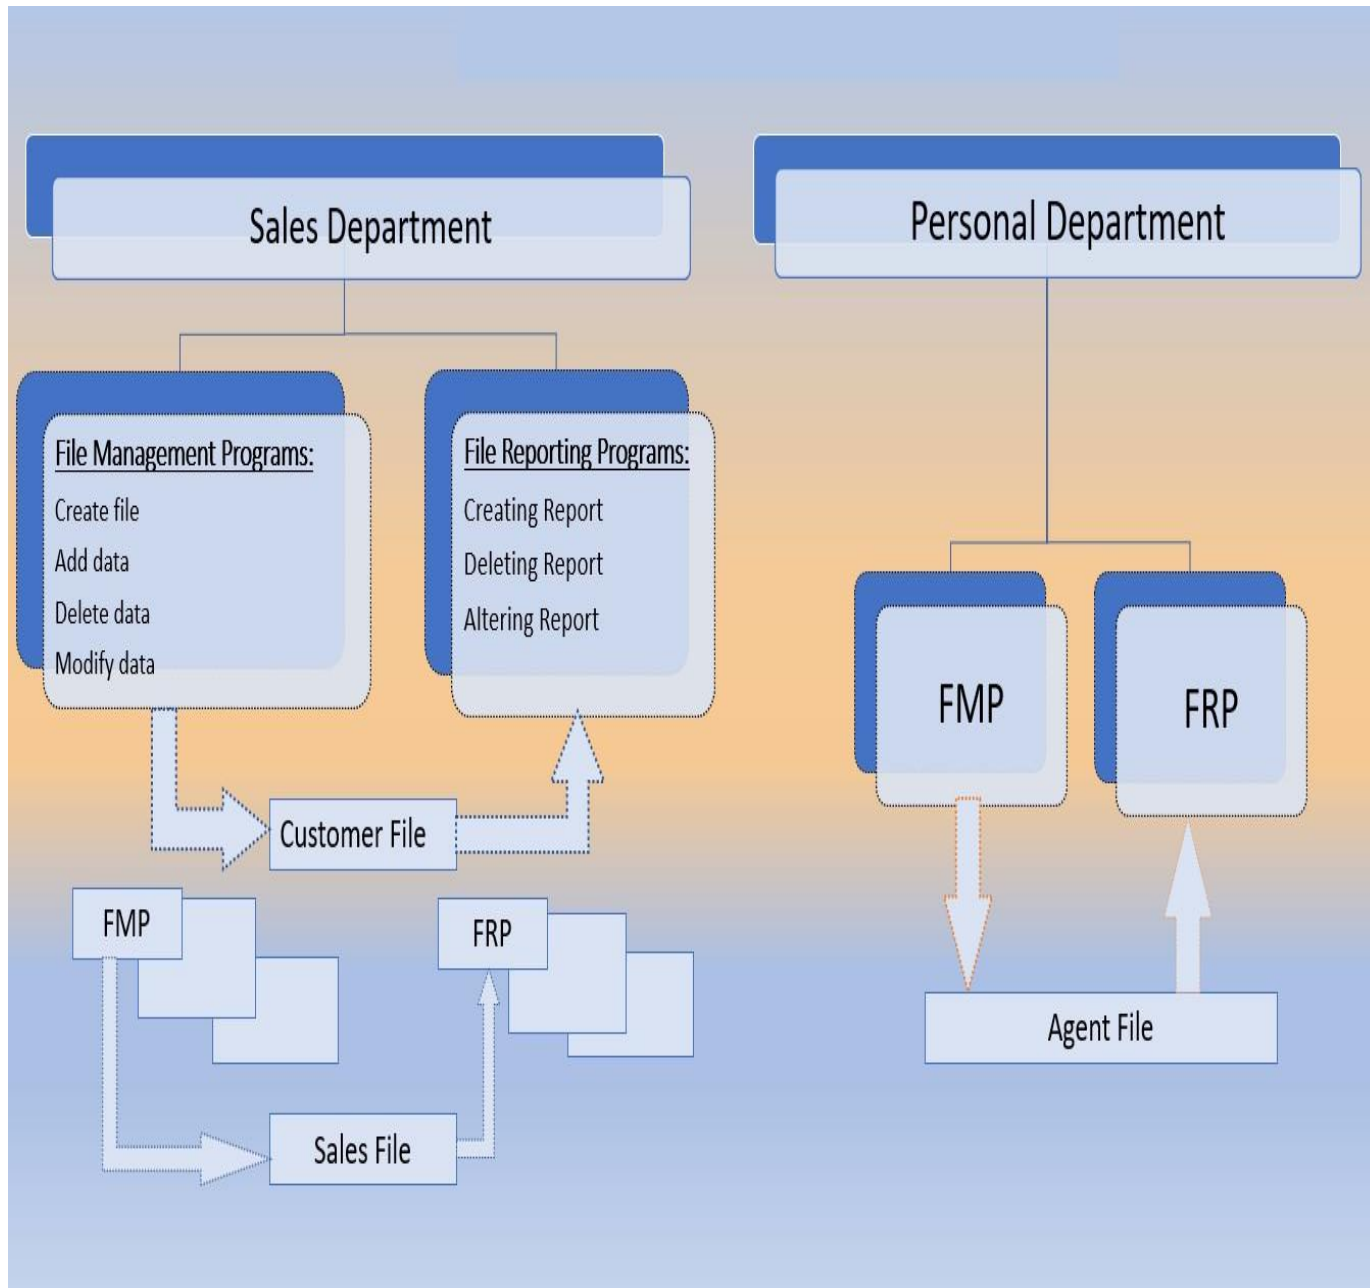 Sales Department
Personal Department
File Management Programs:
Create file
Add data
Delete data
Modify data
File Reporting Programs:
Creating Report
Deleting Report
Altering Report
FMP
FRP
Customer File
FMP
FRP
Agent File
Sales File